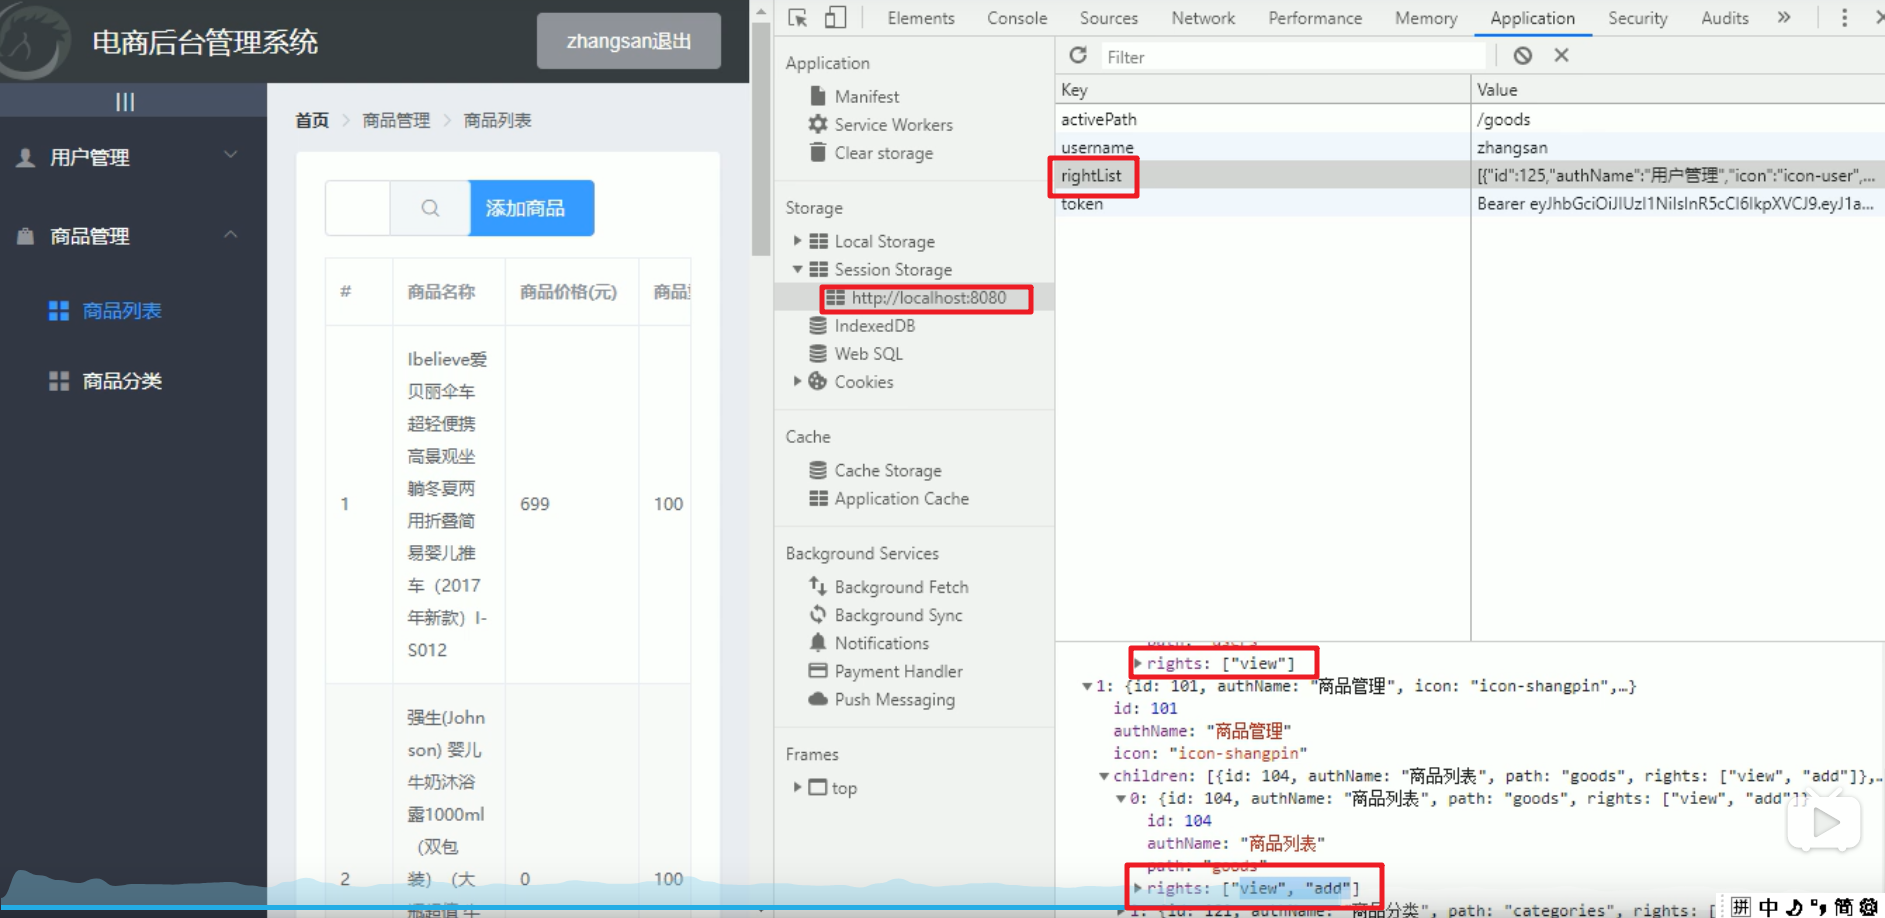 电商后台管理系统
zhangsan退出
|||
用户管理
商品管理
商品列表
商品分类
首页 > 商品管理 > 商品列表
添加商品
# 商品名称 商品价格(元)
1
Ibelieve爱
贝丽伞车
超轻便携
高景观坐
躺冬夏两
用折叠简
易婴儿推
车（2017
年新款）I-
S012
699
100
2
强生(John
son) 婴儿
牛奶沐浴
露1000ml
（双包
装）（大
0
100
Elements Console Sources Network Performance Memory Application Security Audits »
Application
Manifest
Service Workers
Clear storage
Storage
Local Storage
Session Storage
http://localhost:8080
IndexedDB
Web SQL
Cookies
Cache
Cache Storage
Application Cache
Background Services
Background Fetch
Background Sync
Notifications
Payment Handler
Push Messaging
Frames
top
Filter
Key Value
activePath /goods
username zhangsan
rightList [{"id":125,"authName":"用户管理","icon":"icon-user",...
token Bearer eyJhbGciOiJIUzI1NiIsInR5cCI6IkpXVCJ9.eyJ1a...
rights: ["view"]
1: {id: 101, authName: "商品管理", icon: "icon-shangpin",…}
id: 101
authName: "商品管理"
icon: "icon-shangpin"
children: [{id: 104, authName: "商品列表", path: "goods", rights: ["view", "add"]},…
0: {id: 104, authName: "商品列表", path: "goods", rights: ["view", "add"]}
id: 104
authName: "商品列表"
path: "goods"
rights: ["view", "add"]
1: {id: 121, authName: "商品分类", path: "categories", rights: [
拼 中 简